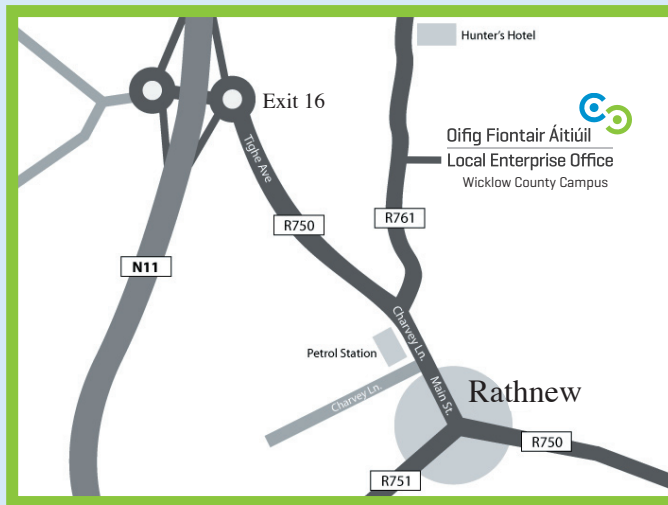 Hunter's Hotel
Exit 16
Oifig Fiontair Áitiúil
Local Enterprise Office
Wicklow County Campus
Tighe Ave
R750
R761
N11
Charvey Ln.
Petrol Station
Charvey Ln.
Main St.
Rathnew
R750
R751